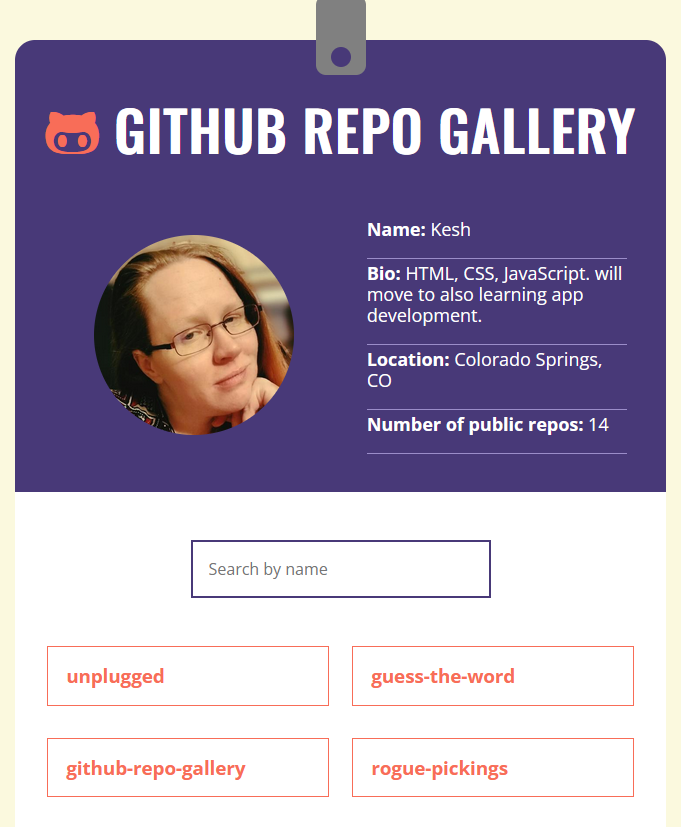 GITHUB REPO GALLERY
Name: Kesh
Bio: HTML, CSS, JavaScript. will
move to also learning app
development.
Location: Colorado Springs,
CO
Number of public repos: 14
Search by name
unplugged
guess-the-word
github-repo-gallery
rogue-pickings